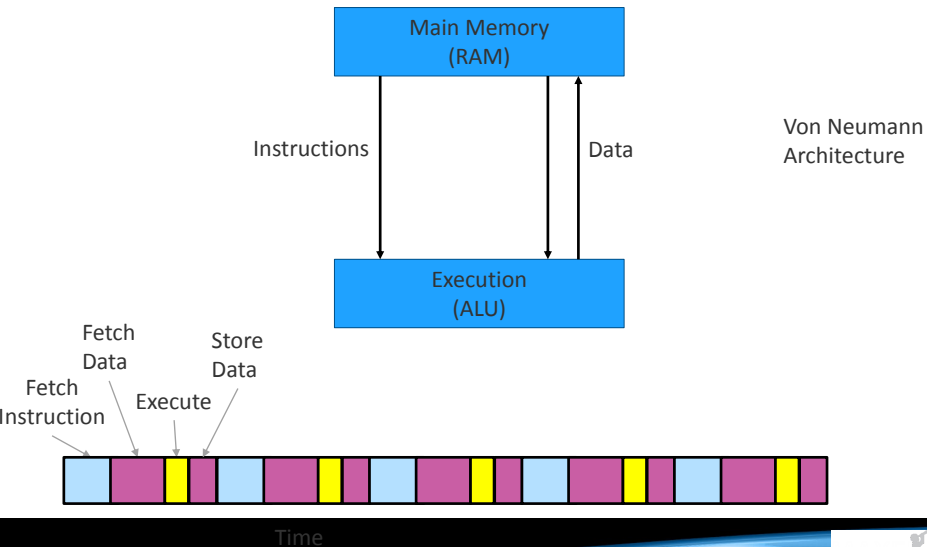 Main Memory
(RAM)
Instructions
Data
Von Neumann
Architecture
Execution
(ALU)
Fetch
Data
Store
Data
Fetch
Instruction
Execute
Time